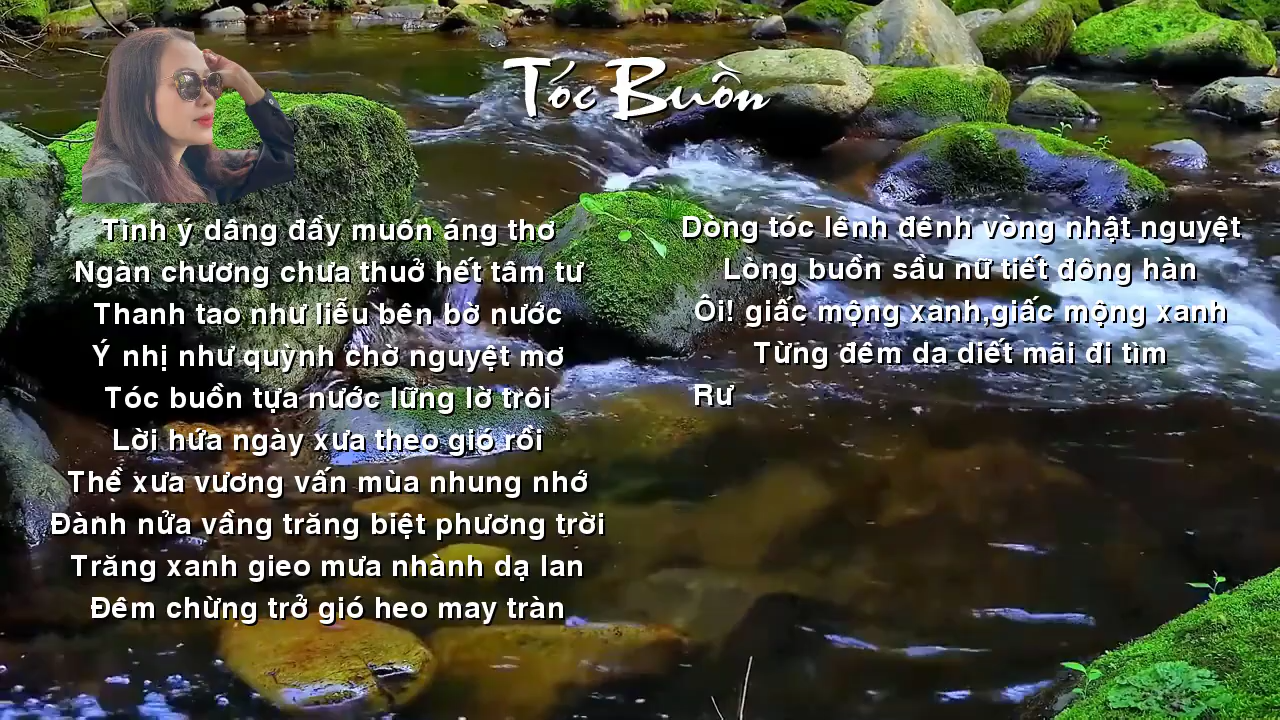 Tóc Buồn
Tình ý dâng đầy muôn áng thơ
Ngàn chương chưa thuở hết tâm tư
Thanh tao như liễu bên bờ nước
Ý nhị như quỳnh chờ nguyệt mơ
Tóc buồn tựa nước lững lờ trôi
Lời hứa ngày xưa theo gió rồi
Thề xưa vương vấn mùa nhung nhớ
Đành nửa vầng trăng biệt phương trời
Trăng xanh gieo mưa nhành dạ lan
Đêm chừng trở gió heo may tràn
Dòng tóc lênh đênh vòng nhật nguyệt
Lòng buồn sầu nữ tiết đông hàn
Ôi! giấc mộng xanh,giấc mộng xanh
Từng đêm da diết mãi đi tìm
Rư